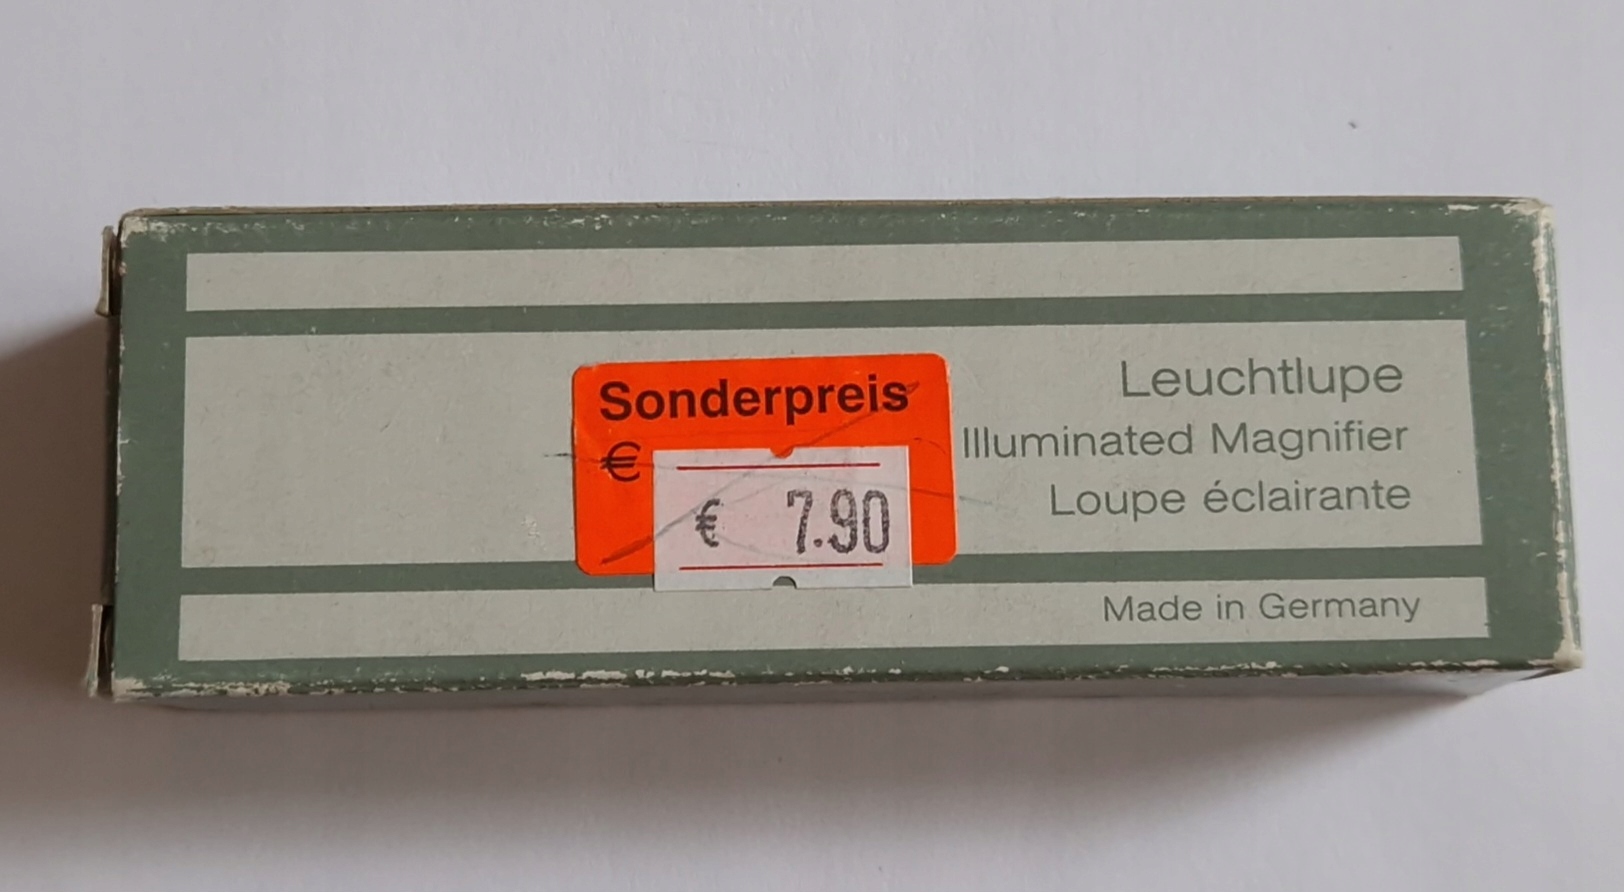 Sonderpreis
€
€ 7.90
Leuchtlupe
Illuminated Magnifier
Loupe éclairante
Made in Germany